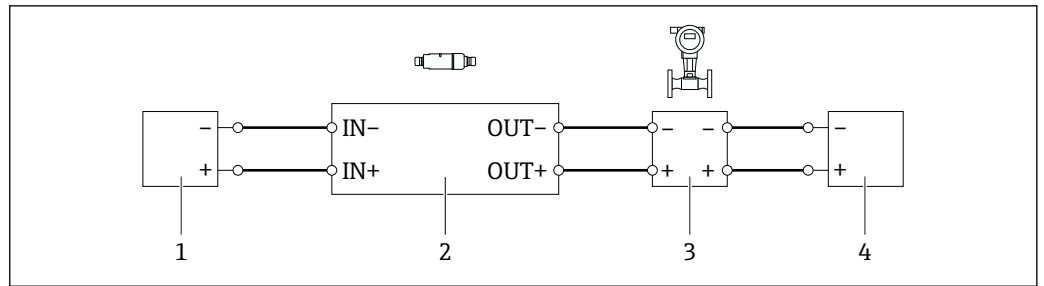 − IN− OUT− − − −
+ IN+ OUT+ + + +
1 2 3 4